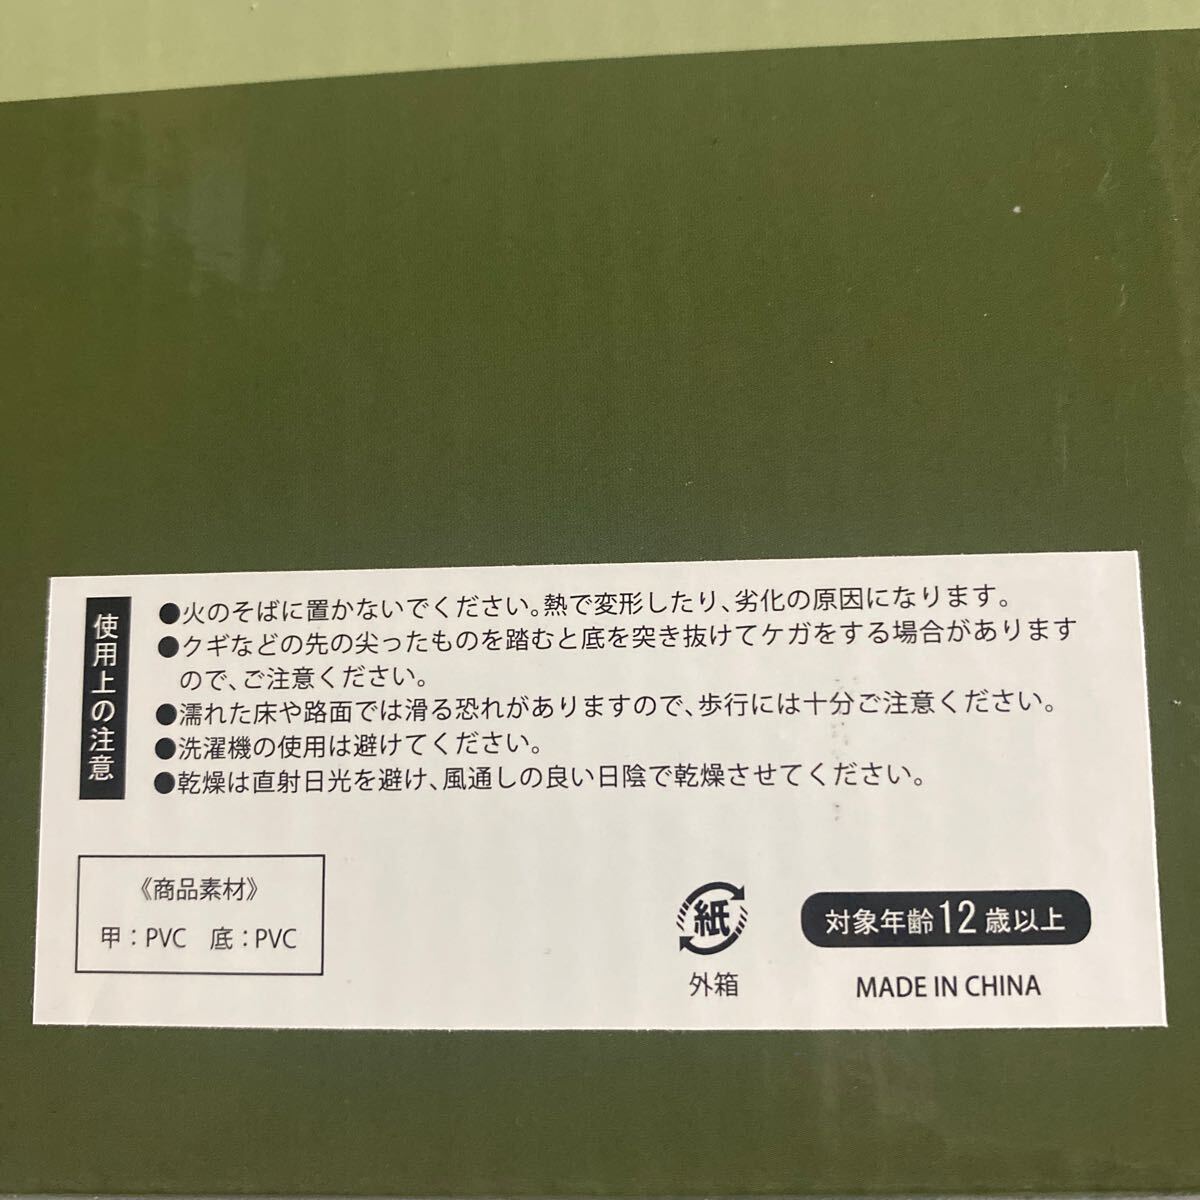 使用上の注意
●火のそばに置かないでください。熱で変形したり、劣化の原因になります。
●クギなどの先の尖ったものを踏むと底を突き抜けてケガをする場合があります
ので、ご注意ください。
●濡れた床や路面では滑る恐れがありますので、歩行には十分ご注意ください。
●洗濯機の使用は避けてください。
●乾燥は直射日光を避け、風通しの良い日陰で乾燥させてください。
《商品素材》
甲：PVC 底：PVC
紙
外箱
対象年齢12歳以上
MADE IN CHINA